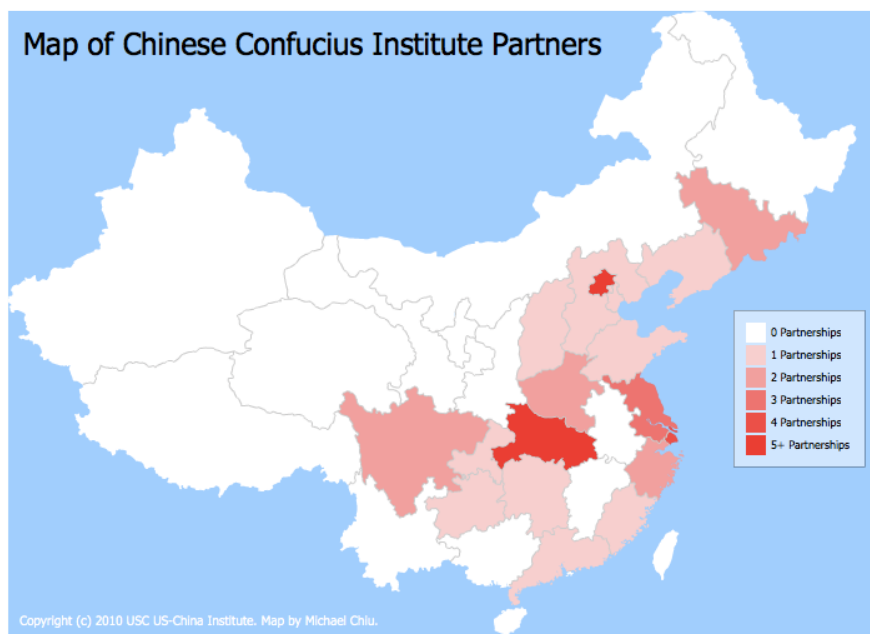 Map of Chinese Confucius Institute Partners
0 Partnerships
1 Partnerships
2 Partnerships
3 Partnerships
4 Partnerships
5+ Partnerships
Copyright (c) 2010 USC US-China Institute. Map by Michael Chiu.